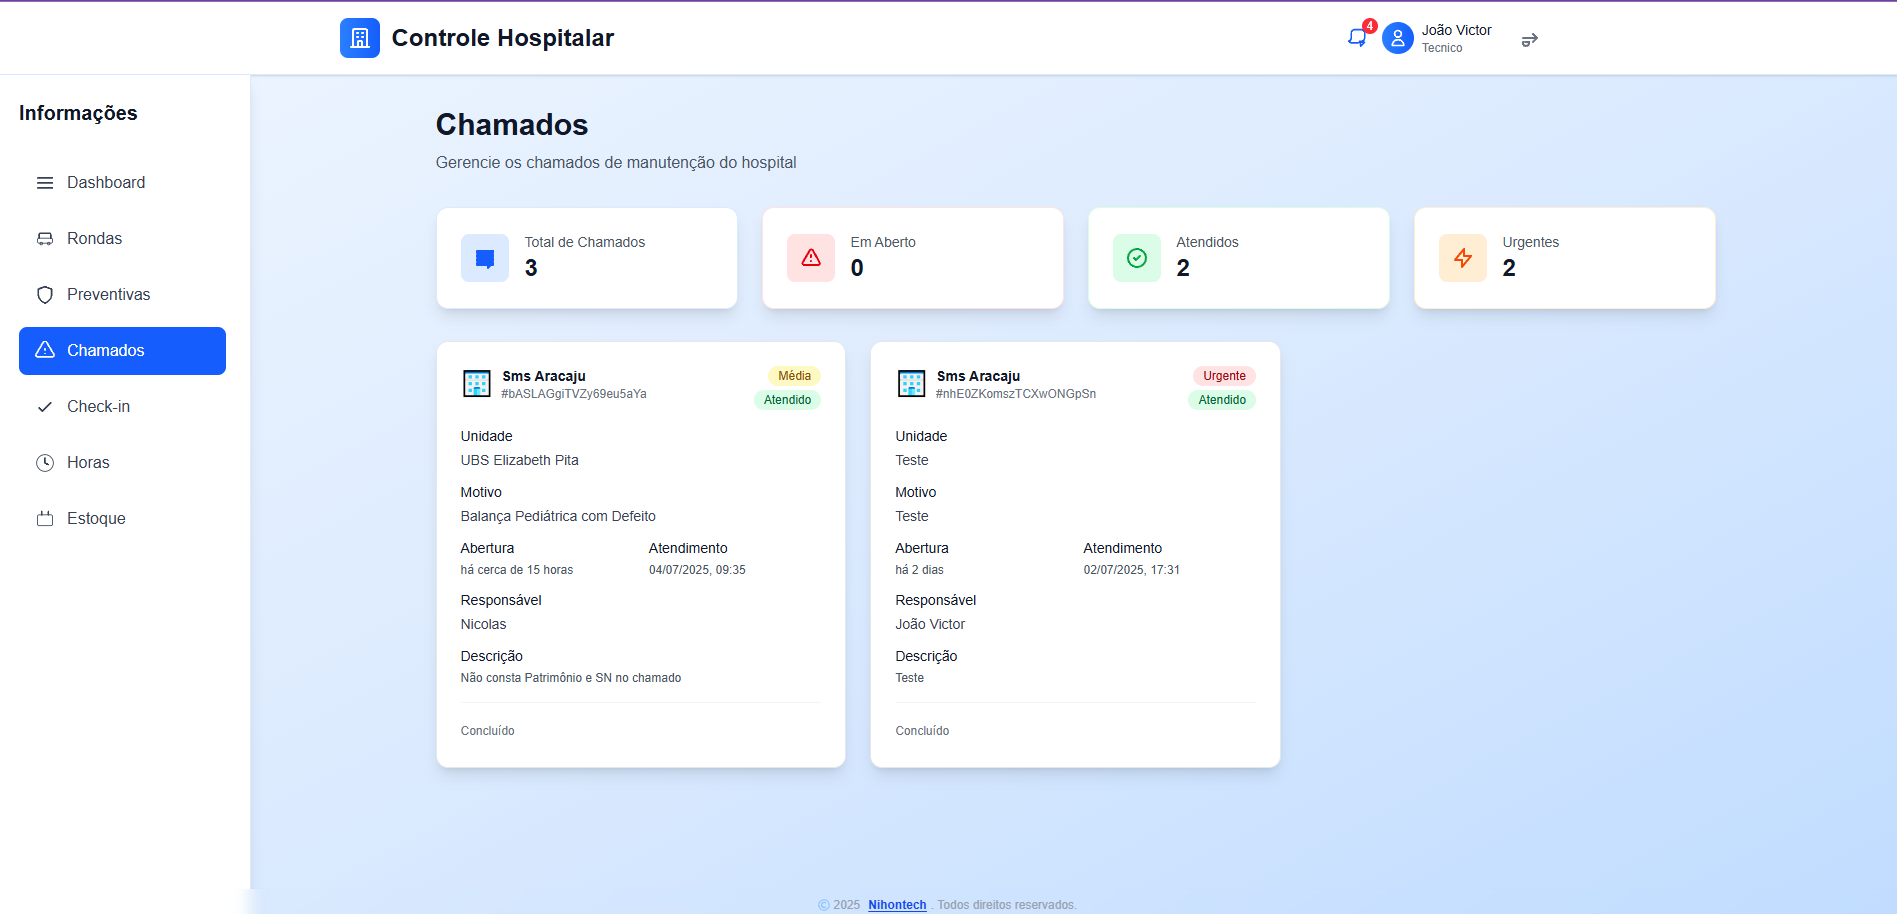 Controle Hospitalar
4
João Victor
Tecnico
Informações
Dashboard
Rondas
Preventivas
Chamados
Check-in
Horas
Estoque
Chamados
Gerencie os chamados de manutenção do hospital
Total de Chamados
3
Em Aberto
0
Atendidos
2
Urgentes
2
Sms Aracaju
#bASLAGgiTVZy69eu5aYa
Média
Atendido
Unidade
UBS Elizabeth Pita
Motivo
Balança Pediátrica com Defeito
Abertura
há cerca de 15 horas
Atendimento
04/07/2025, 09:35
Responsável
Nicolas
Descrição
Não consta Patrimônio e SN no chamado
Concluído
Sms Aracaju
#nhE0ZKomszTCXwONGpSn
Urgente
Atendido
Unidade
Teste
Motivo
Teste
Abertura
há 2 dias
Atendimento
02/07/2025, 17:31
Responsável
João Victor
Descrição
Teste
Concluído
© 2025 Nihontech . Todos direitos reservados.